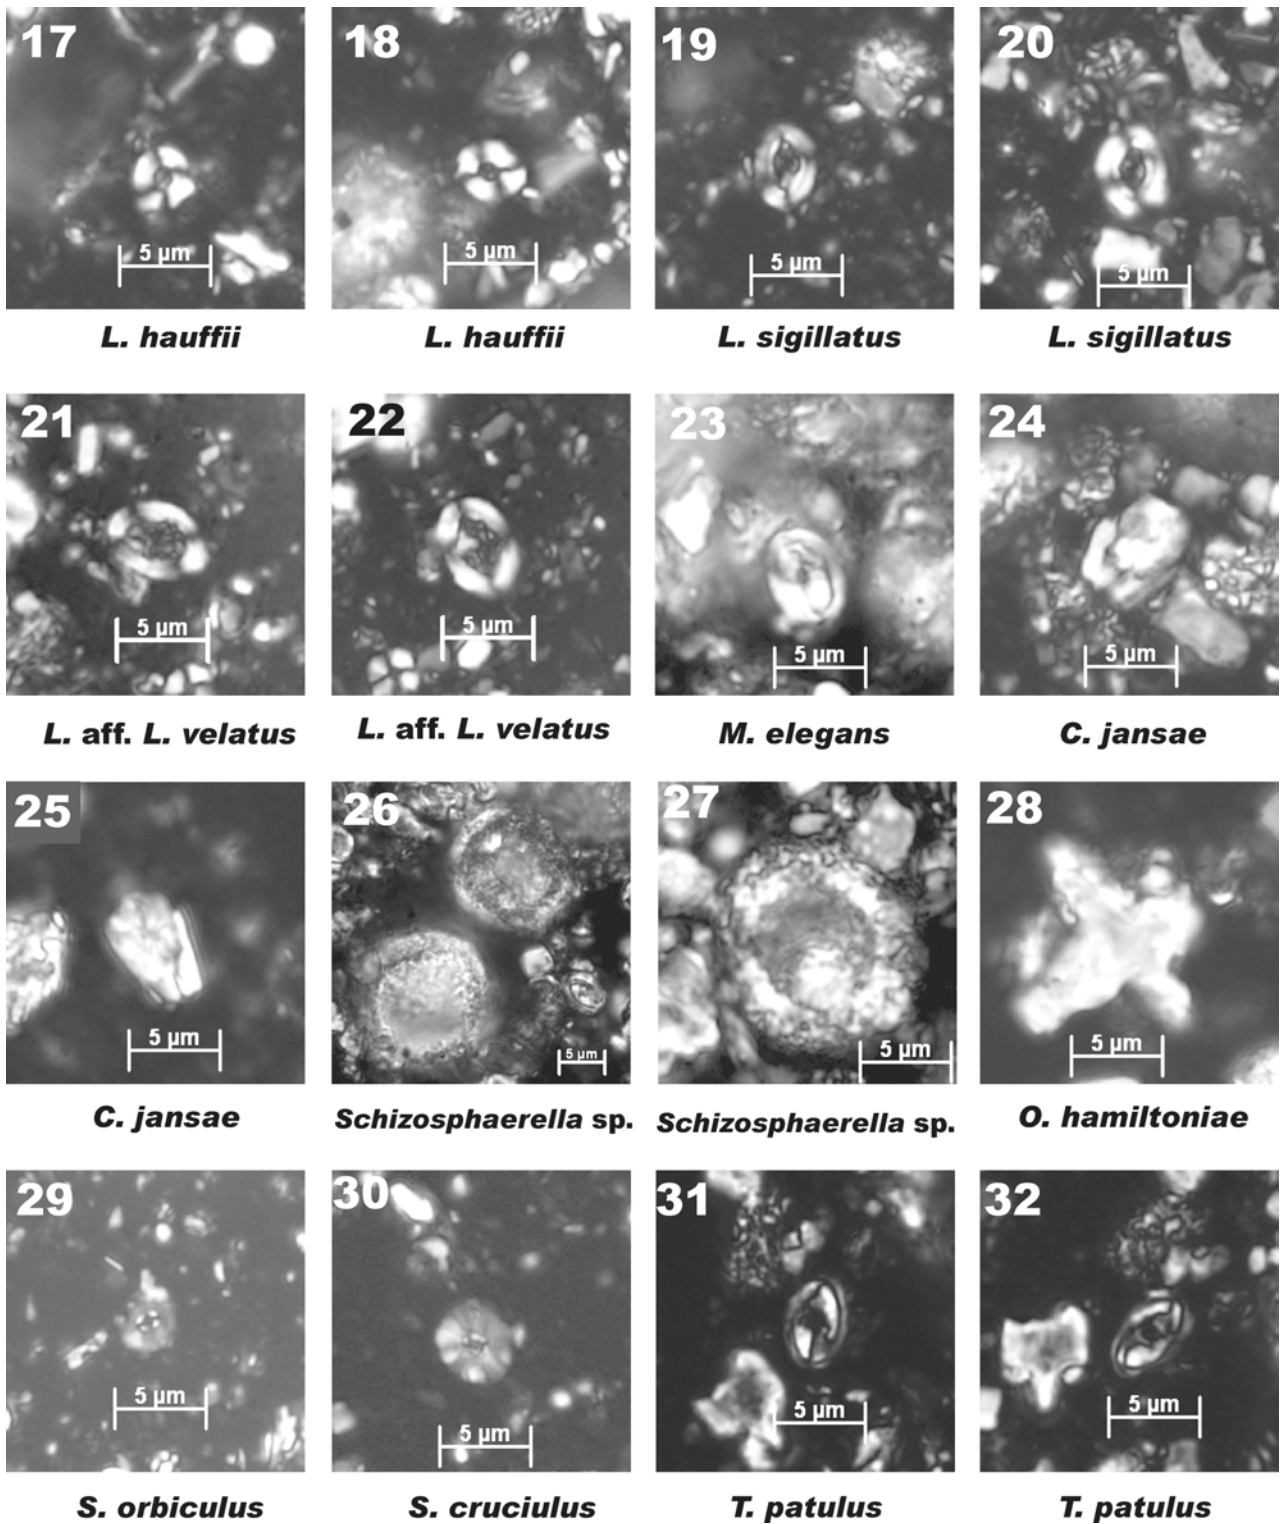 17 18 19 20
5 µm 5 µm 5 µm 5 µm
L. hauffii L. hauffii L. sigillatus L. sigillatus
21 22 23 24
5 µm 5 µm 5 µm 5 µm
L. aff. L. velatus L. aff. L. velatus M. elegans C. jansae
25 26 27 28
5 µm 5 µm 5 µm 5 µm
C. jansae Schizosphaerella sp. Schizosphaerella sp. O. hamiltoniae
29 30 31 32
5 µm 5 µm 5 µm 5 µm
S. orbiculus S. cruciulus T. patulus T. patulus